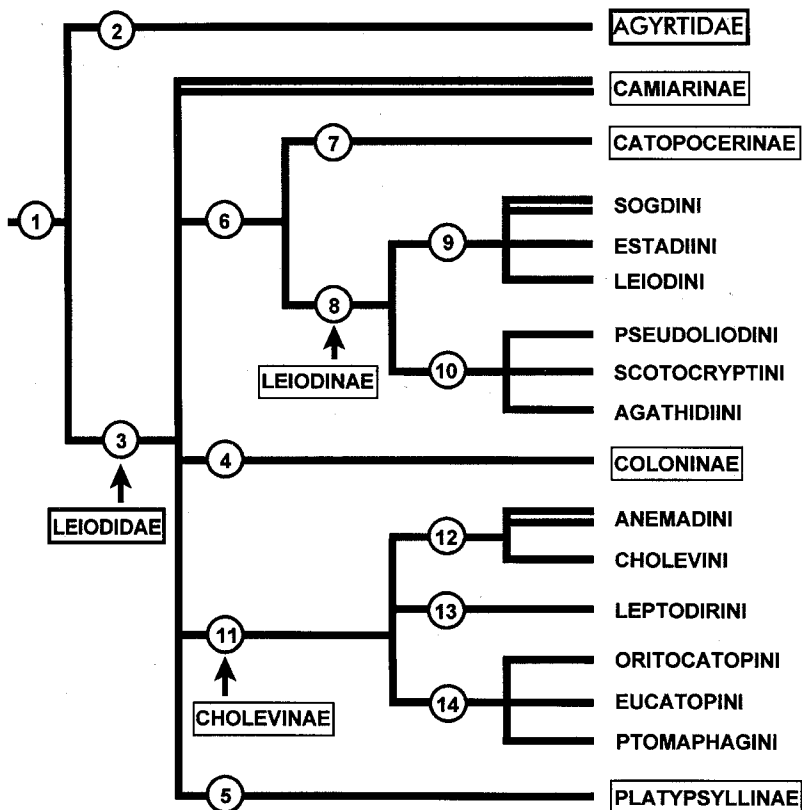 2
AGYRTIDAE
CAMIARINAE
7
CATOPOCERINAE
1
6
9
SOGDINI
ESTADIINI
LEIODINI
8
LEIODINAE
10
PSEUDOLIODINI
SCOTOCRYPTINI
AGATHIDIINI
3
LEIODIDAE
4
COLONINAE
12
ANEMADINI
CHOLEVINI
13
LEPTODIRINI
11
CHOLEVINAE
14
ORITOCATOPINI
EUCATOPINI
PTOMAPHAGINI
5
PLATYPSYLLINAE